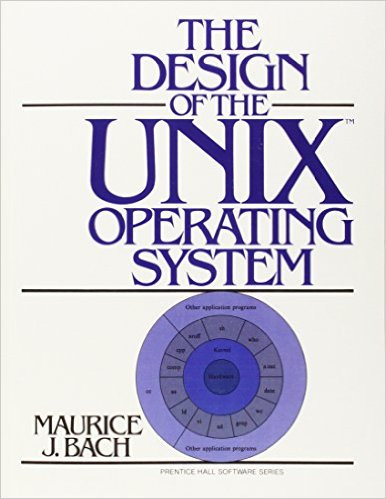 THE
DESIGN
OF THE
UNIX™
OPERATING
SYSTEM
Other application programs
nroff
sh
who
cpp
Kernel
a.out
comp
Hardware
cc
date
as
wc
ld
grep
vi
ed
Other application programs
MAURICE
J. BACH
PRENTICE HALL SOFTWARE SERIES